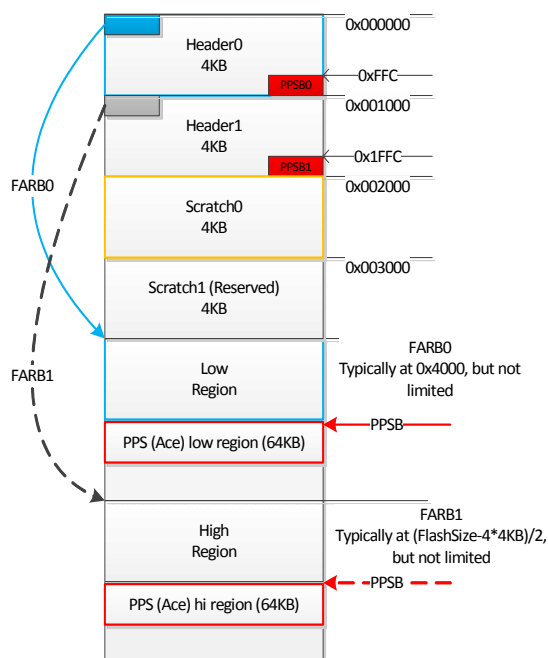 0x000000
Header0
4KB
PPSB0
0xFFC
0x001000
Header1
4KB
PPSB1
0x1FFC
0x002000
FARB0
Scratch0
4KB
0x003000
Scratch1 (Reserved)
4KB
FARB0
Typically at 0x4000, but not
limited
FARB1
Low
Region
PPSB
PPS (Ace) low region (64KB)
FARB1
Typically at (FlashSize-4*4KB)/2,
but not limited
High
Region
PPSB
PPS (Ace) hi region (64KB)